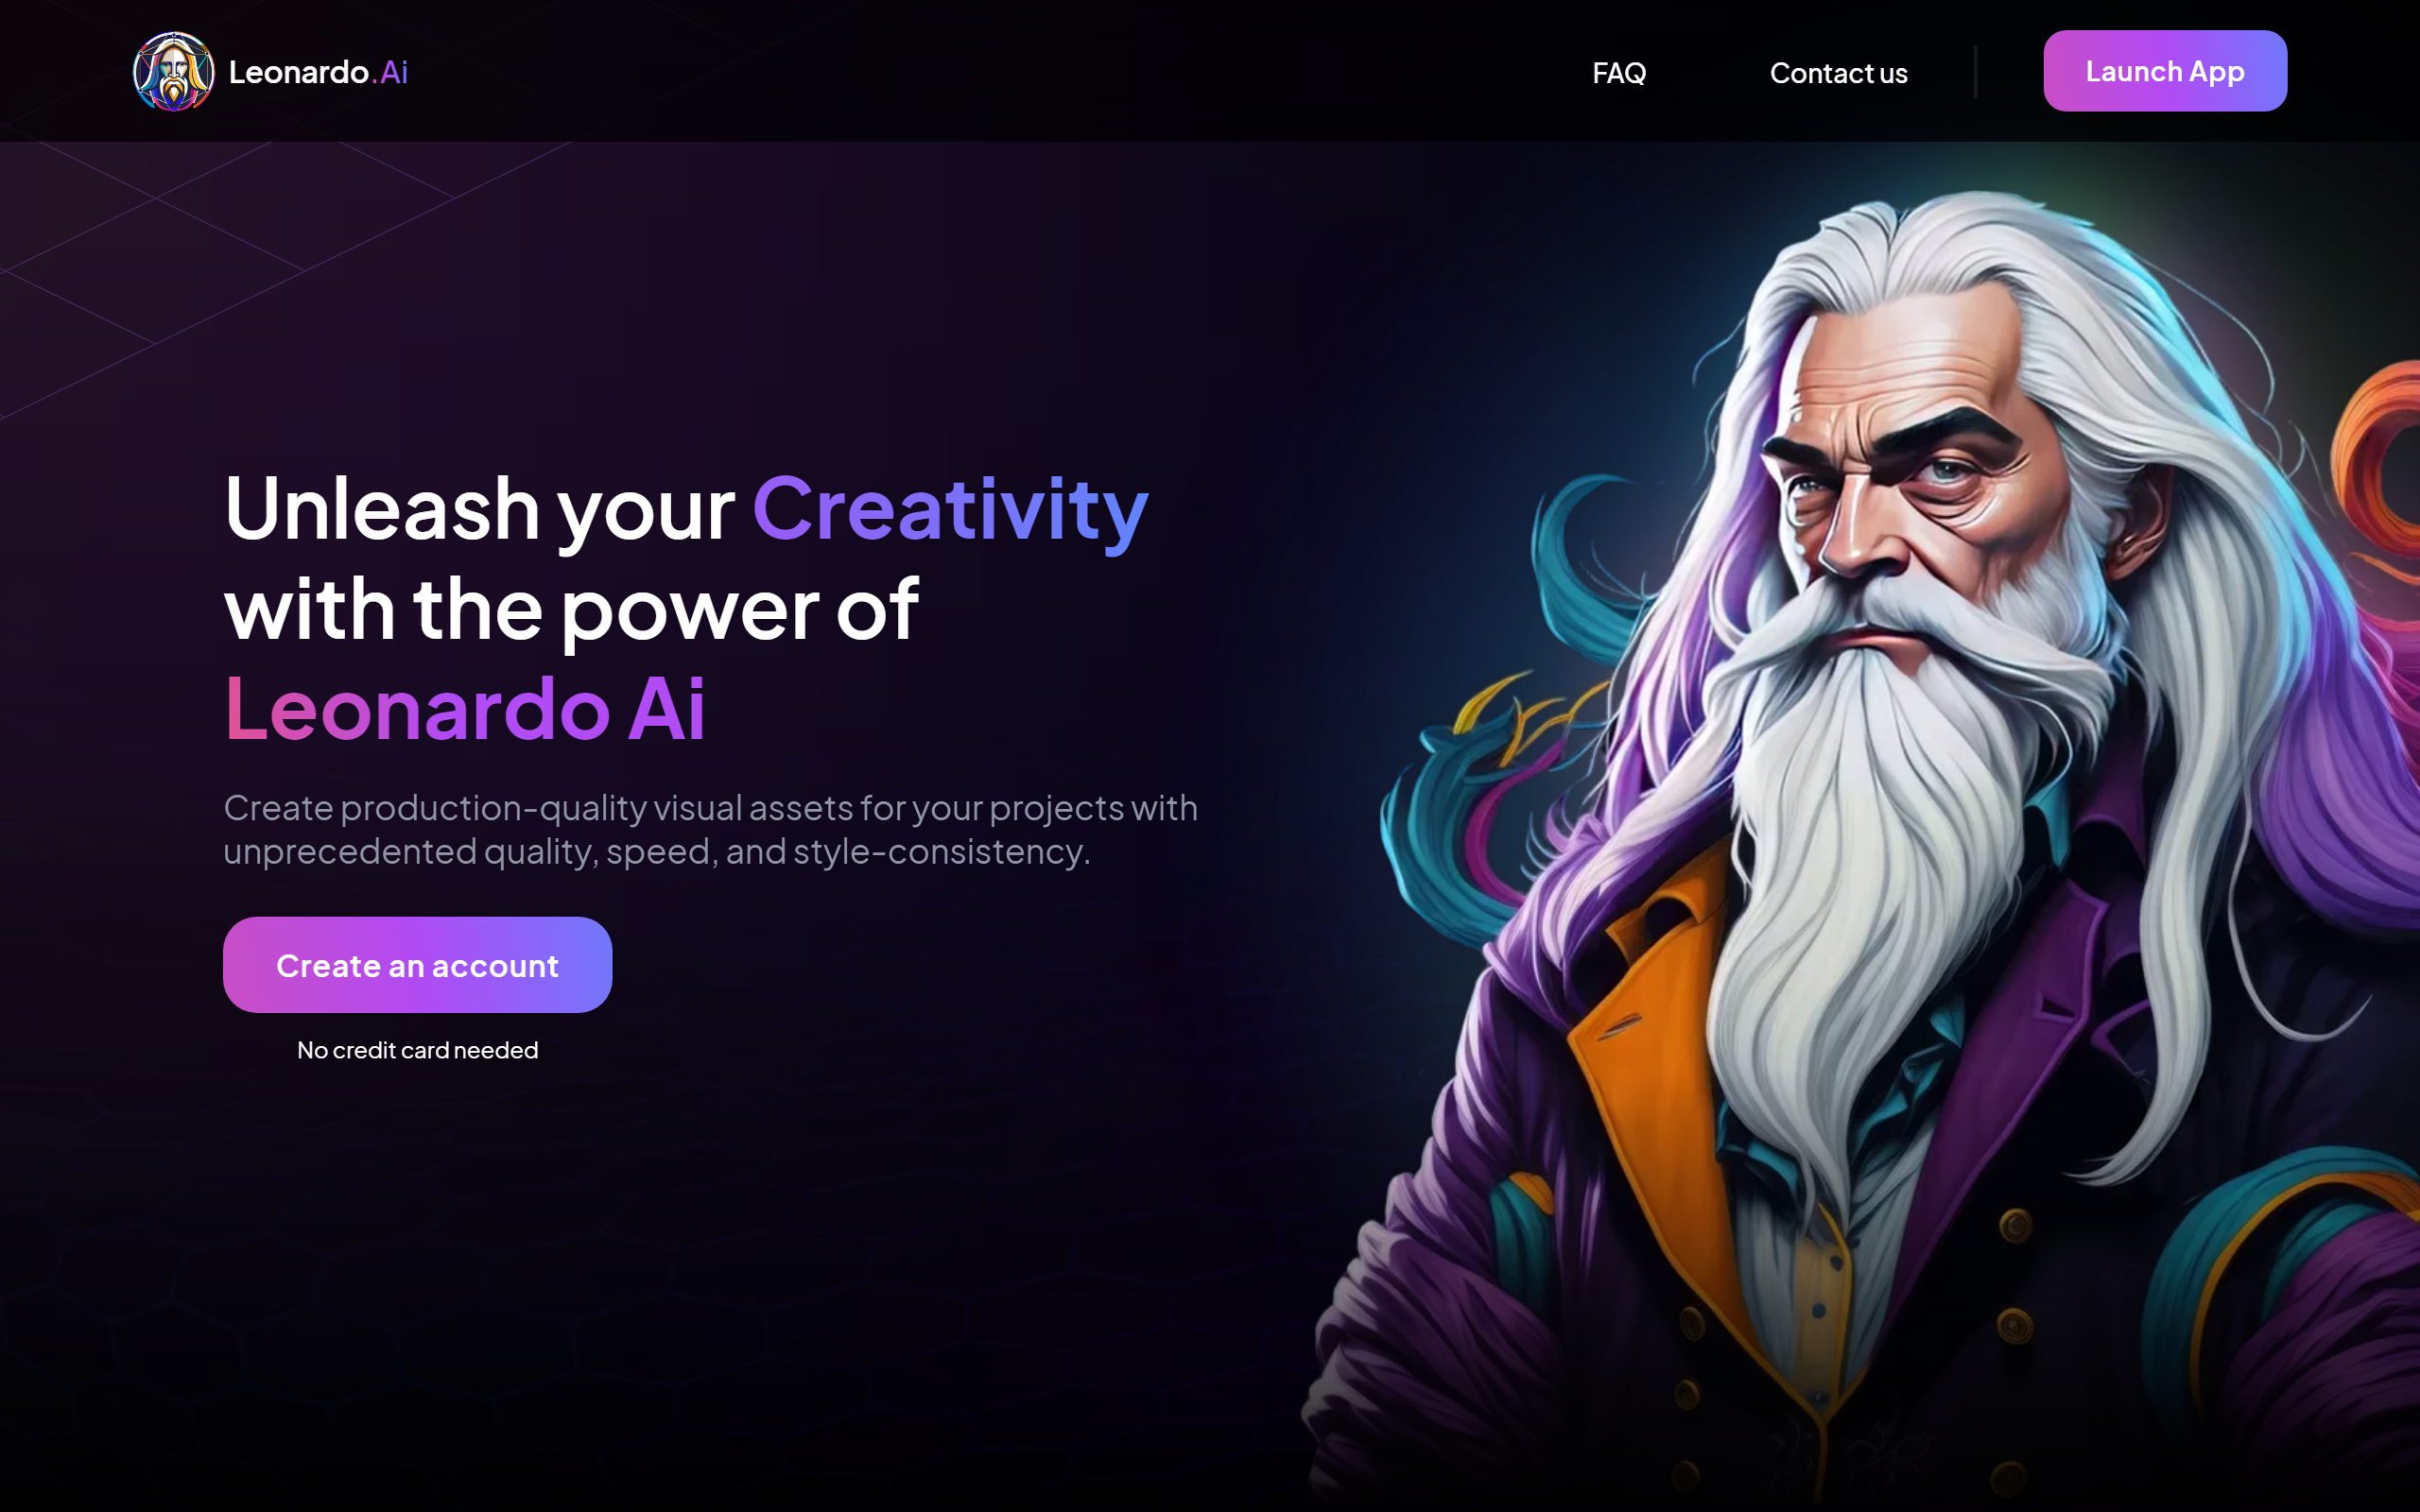 Leonardo.Ai
FAQ
Contact us
Launch App
Unleash your Creativity
with the power of
Leonardo Ai
Create production-quality visual assets for your projects with
unprecedented quality, speed, and style-consistency.
Create an account
No credit card needed